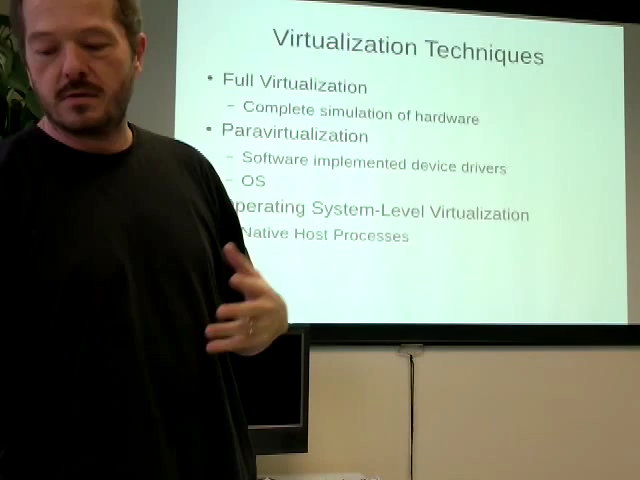 Virtualization Techniques
• Full Virtualization
– Complete simulation of hardware
• Paravirtualization
– Software implemented device drivers
– OS
Operating System-Level Virtualization
Native Host Processes